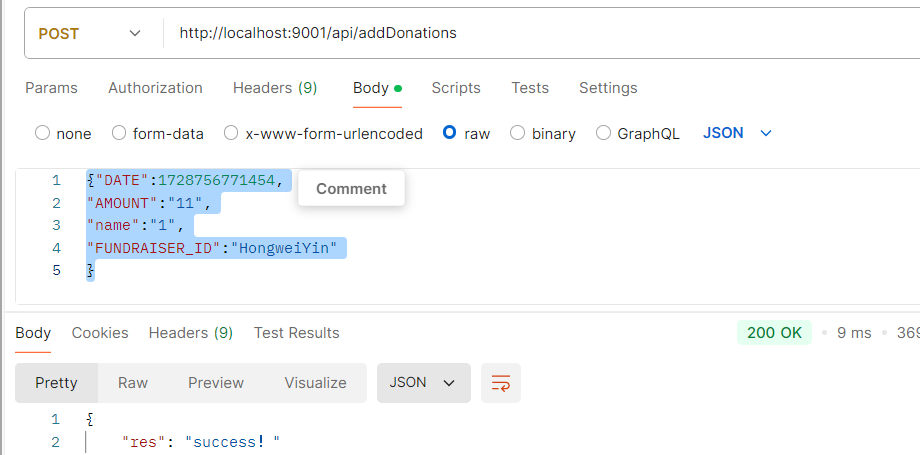 POST http://localhost:9001/api/addDonations
Params Authorization Headers (9) Body Scripts Tests Settings
none form-data x-www-form-urlencoded raw binary GraphQL JSON
1 {"DATE":1728756771454,
Comment
2 "AMOUNT":"11",
3 "name":"1",
4 "FUNDRAISER_ID":"HongweiYin"
5 }
Body Cookies Headers (9) Test Results 200 OK 9 ms 369
Pretty Raw Preview Visualize JSON
1 {
2 "res": "success! "